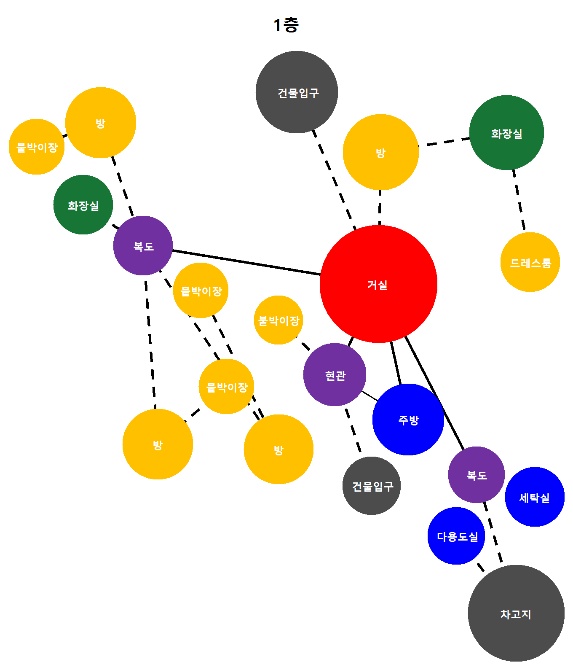 1층
건물입구
방
화장실
방
붙박이장
화장실
복도
드레스룸
거실
붙박이장
붙박이장
현관
붙박이장
주방
방
방
건물입구
복도
세탁실
다용도실
차고지